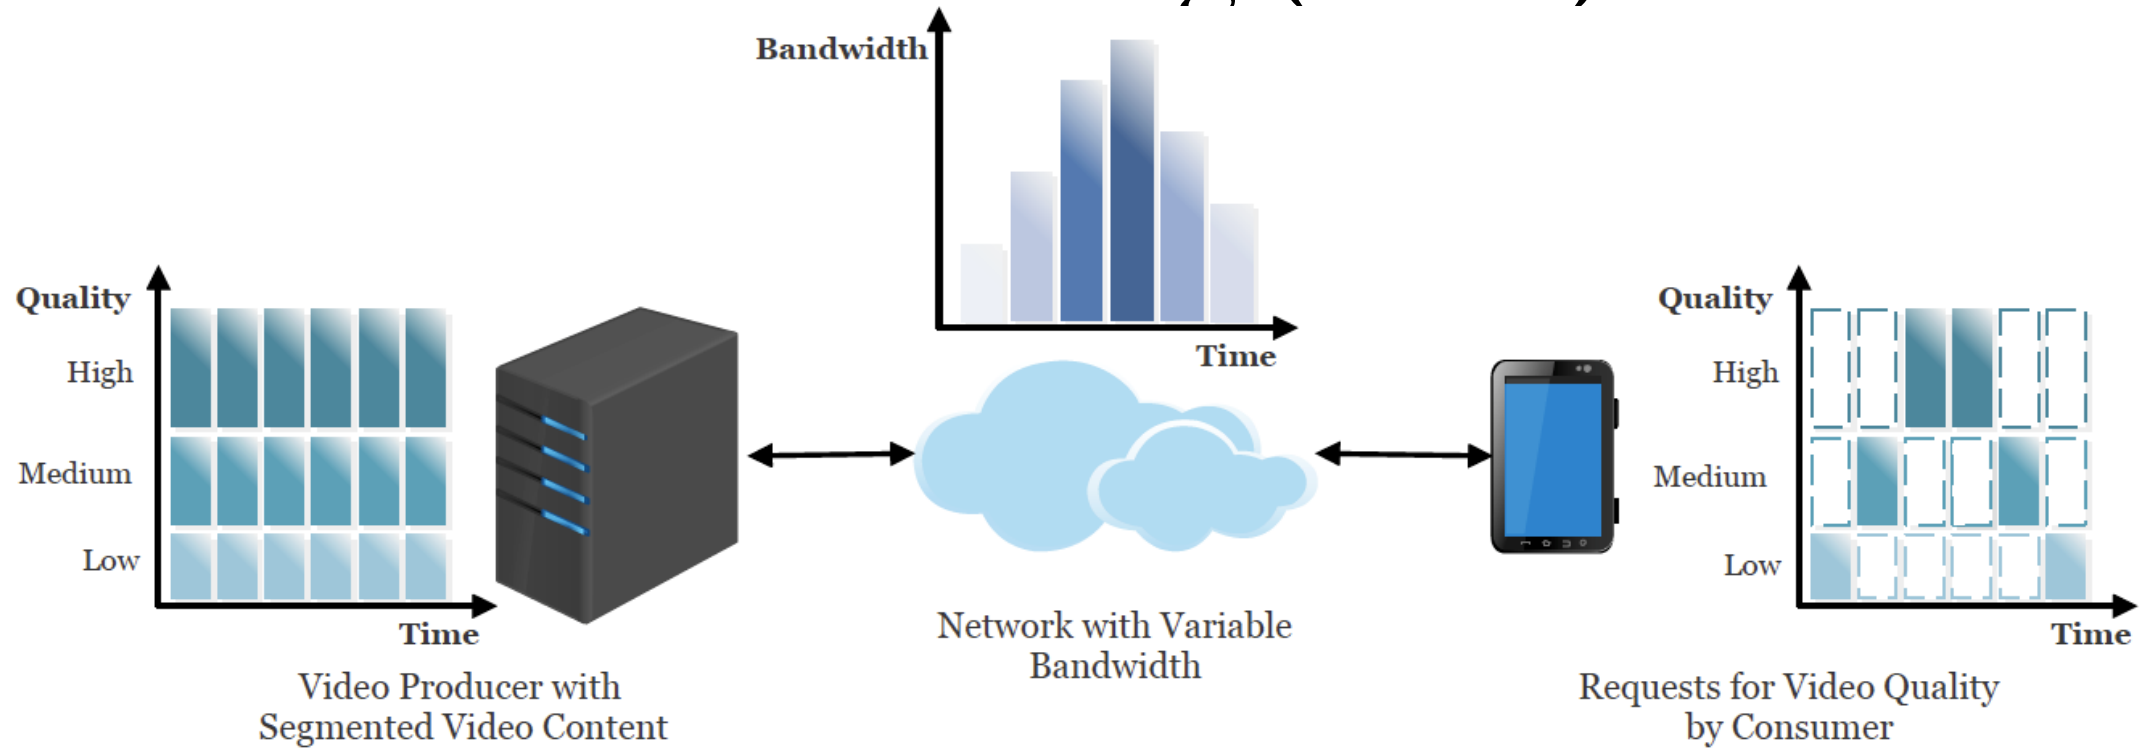 Bandwidth
Time
Quality
High
Medium
Low
Time
Video Producer with
Segmented Video Content
Network with Variable
Bandwidth
Quality
High
Medium
Low
Time
Requests for Video Quality
by Consumer